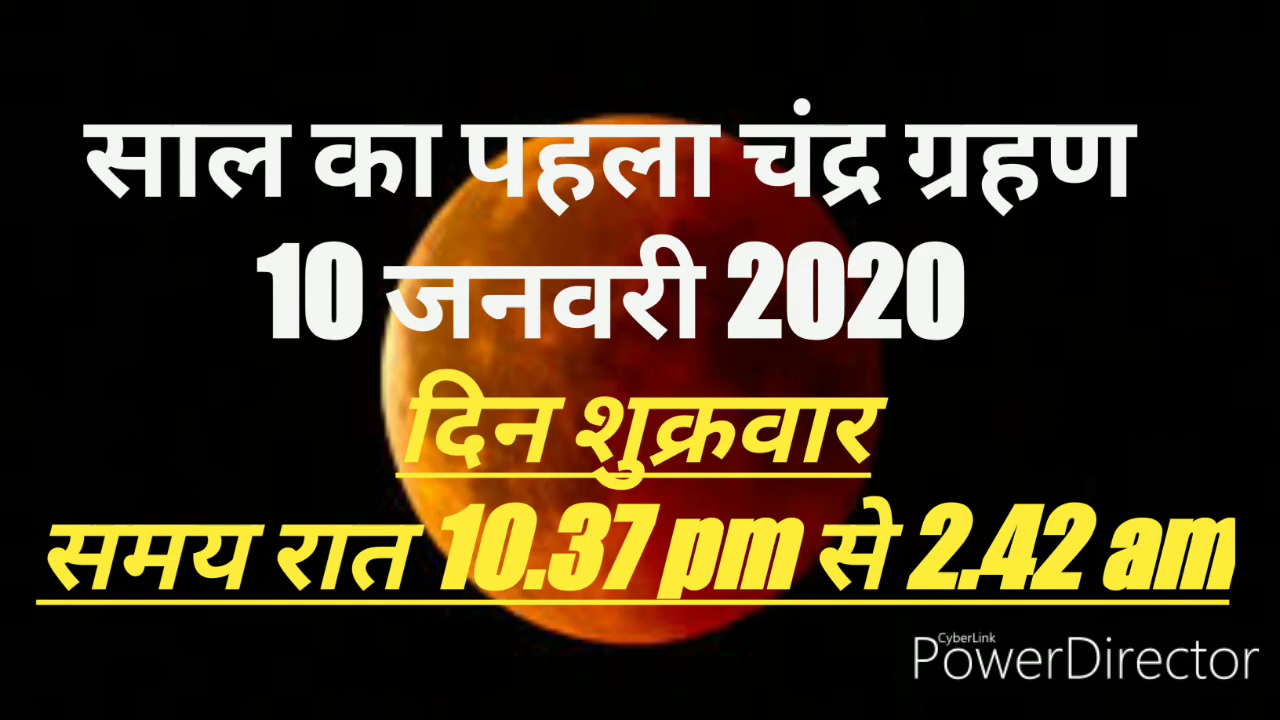 साल का पहला चंद्र ग्रहण
10 जनवरी 2020
दिन शुक्रवार
समय रात 10.37 pm से 2.42 am
CyberLink
PowerDirector